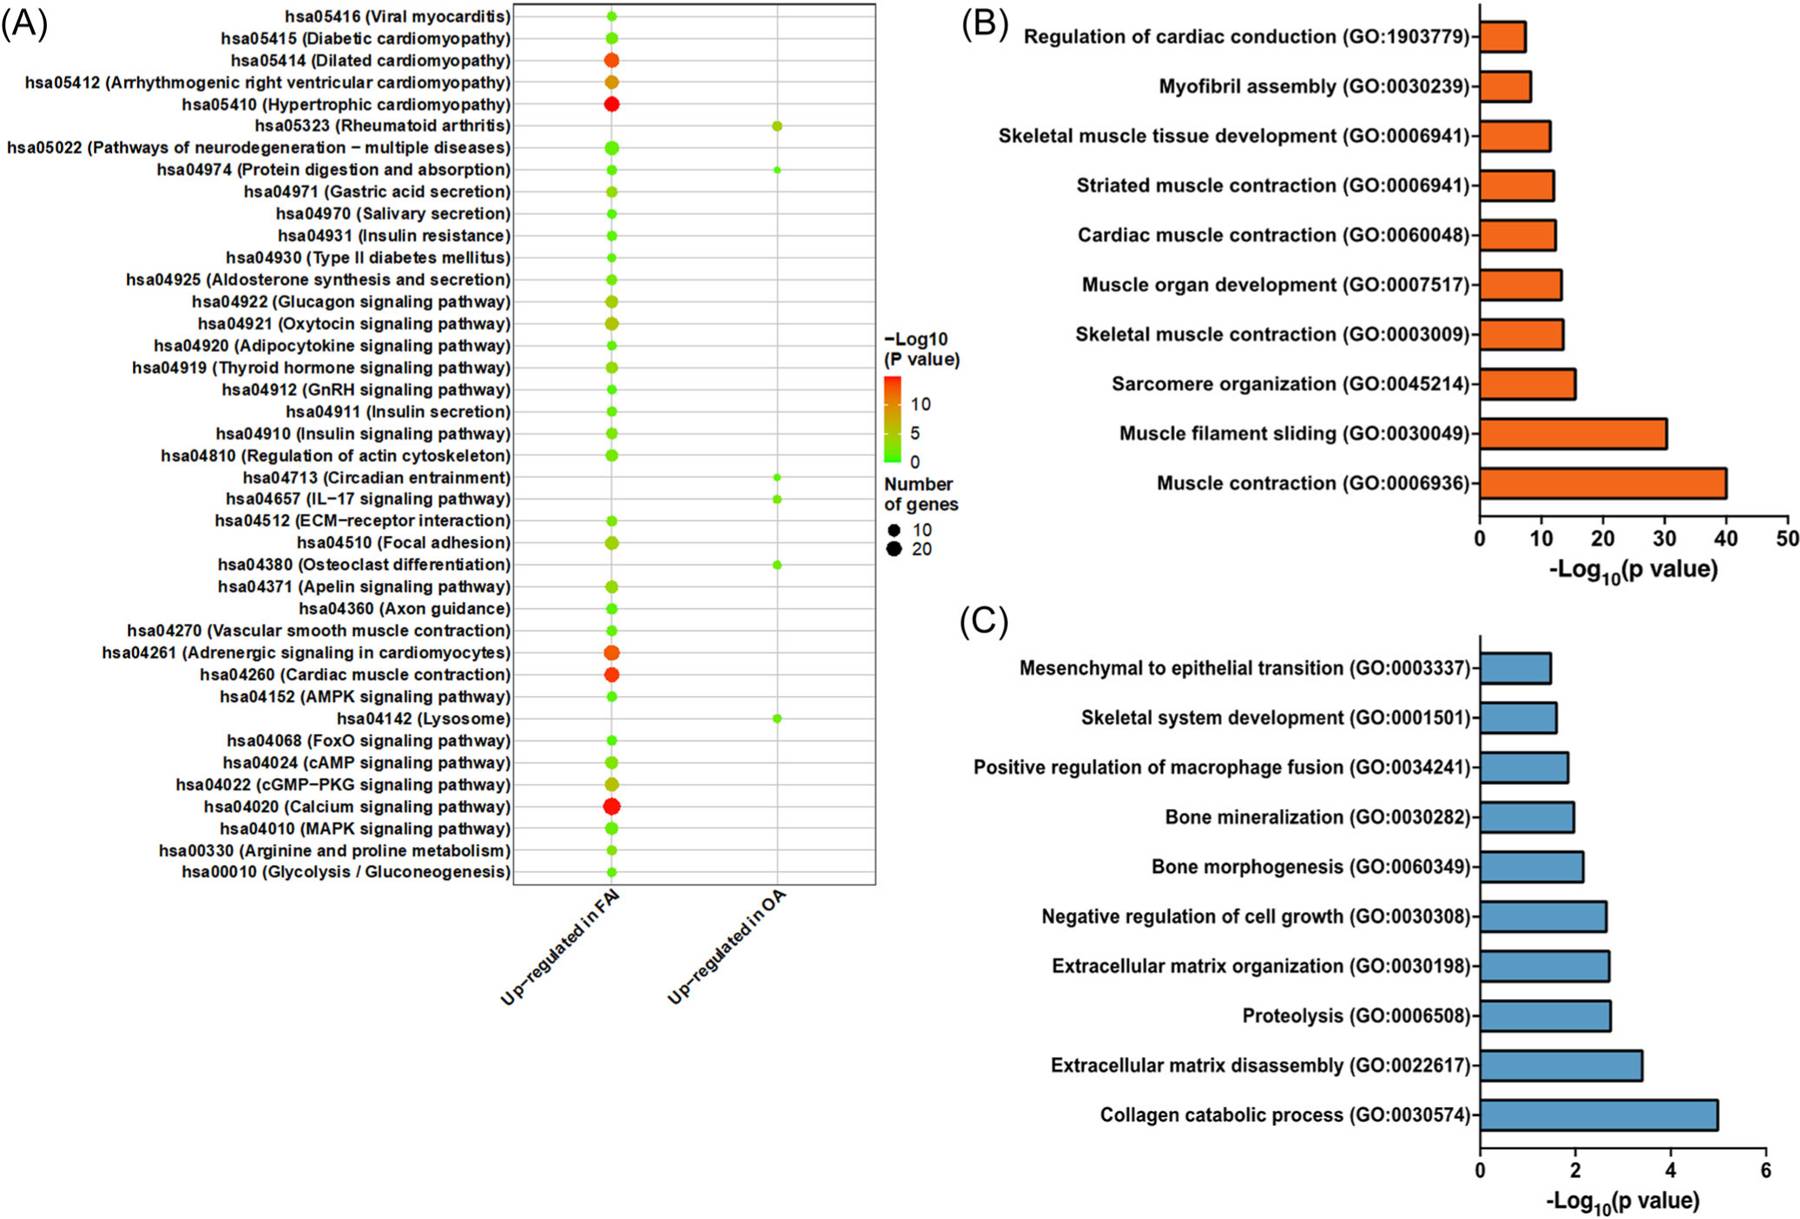 (A)
hsa05416 (Viral myocarditis)
hsa05415 (Diabetic cardiomyopathy)
hsa05414 (Dilated cardiomyopathy)
hsa05412 (Arrhythmogenic right ventricular cardiomyopathy)
hsa05410 (Hypertrophic cardiomyopathy)
hsa05323 (Rheumatoid arthritis)
hsa05022 (Pathways of neurodegeneration − multiple diseases)
hsa04974 (Protein digestion and absorption)
hsa04971 (Gastric acid secretion)
hsa04970 (Salivary secretion)
hsa04931 (Insulin resistance)
hsa04930 (Type II diabetes mellitus)
hsa04925 (Aldosterone synthesis and secretion)
hsa04922 (Glucagon signaling pathway)
hsa04921 (Oxytocin signaling pathway)
hsa04920 (Adipocytokine signaling pathway)
hsa04919 (Thyroid hormone signaling pathway)
hsa04912 (GnRH signaling pathway)
hsa04911 (Insulin secretion)
hsa04910 (Insulin signaling pathway)
hsa04810 (Regulation of actin cytoskeleton)
hsa04713 (Circadian entrainment)
hsa04657 (IL−17 signaling pathway)
hsa04512 (ECM−receptor interaction)
hsa04510 (Focal adhesion)
hsa04380 (Osteoclast differentiation)
hsa04371 (Apelin signaling pathway)
hsa04360 (Axon guidance)
hsa04270 (Vascular smooth muscle contraction)
hsa04261 (Adrenergic signaling in cardiomyocytes)
hsa04260 (Cardiac muscle contraction)
hsa04152 (AMPK signaling pathway)
hsa04142 (Lysosome)
hsa04068 (FoxO signaling pathway)
hsa04024 (cAMP signaling pathway)
hsa04022 (cGMP−PKG signaling pathway)
hsa04020 (Calcium signaling pathway)
hsa04010 (MAPK signaling pathway)
hsa00330 (Arginine and proline metabolism)
hsa00010 (Glycolysis / Gluconeogenesis)
Up−regulated in FAI
Up−regulated in OA
−Log10
(P value)
10
5
0
Number
of genes
10
20
(B)
Regulation of cardiac conduction (GO:1903779)
Myofibril assembly (GO:0030239)
Skeletal muscle tissue development (GO:0006941)
Striated muscle contraction (GO:0006941)
Cardiac muscle contraction (GO:0060048)
Muscle organ development (GO:0007517)
Skeletal muscle contraction (GO:0003009)
Sarcomere organization (GO:0045214)
Muscle filament sliding (GO:0030049)
Muscle contraction (GO:0006936)
0 10 20 30 40 50
-Log10(p value)
(C)
Mesenchymal to epithelial transition (GO:0003337)
Skeletal system development (GO:0001501)
Positive regulation of macrophage fusion (GO:0034241)
Bone mineralization (GO:0030282)
Bone morphogenesis (GO:0060349)
Negative regulation of cell growth (GO:0030308)
Extracellular matrix organization (GO:0030198)
Proteolysis (GO:0006508)
Extracellular matrix disassembly (GO:0022617)
Collagen catabolic process (GO:0030574)
0 2 4 6
-Log10(p value)